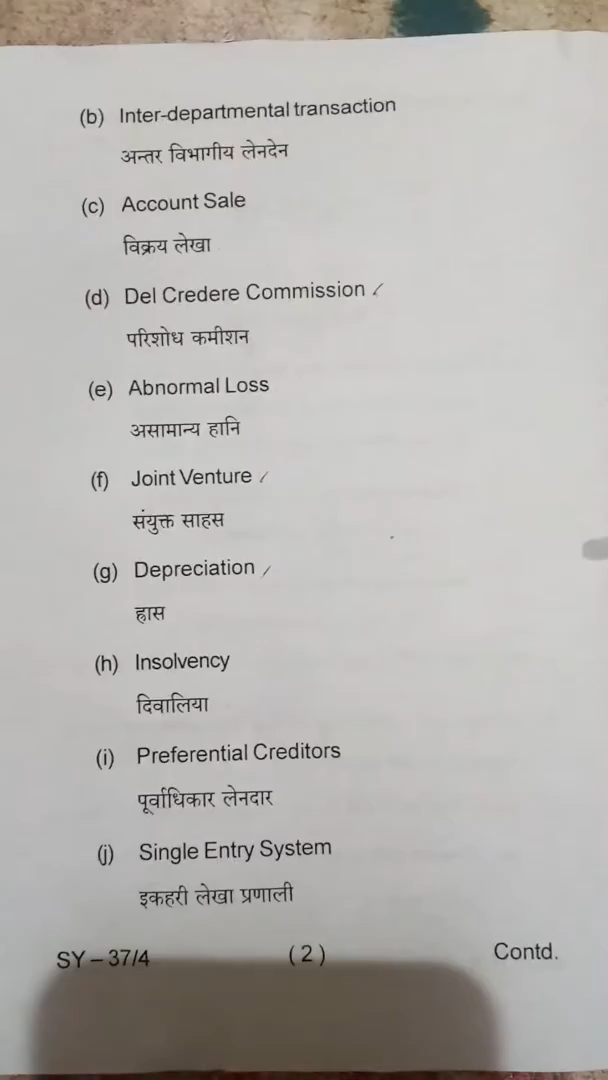 (b) Inter-departmental transaction
अन्तर विभागीय लेनदेन
(c) Account Sale
विक्रय लेखा
(d) Del Credere Commission
परिशोध कमीशन
(e) Abnormal Loss
असामान्य हानि
(f) Joint Venture
संयुक्त साहस
(g) Depreciation
ह्रास
(h) Insolvency
दिवालिया
(i) Preferential Creditors
पूर्वाधिकार लेनदार
(j) Single Entry System
इकहरी लेखा प्रणाली
SY – 37/4 (2) Contd.